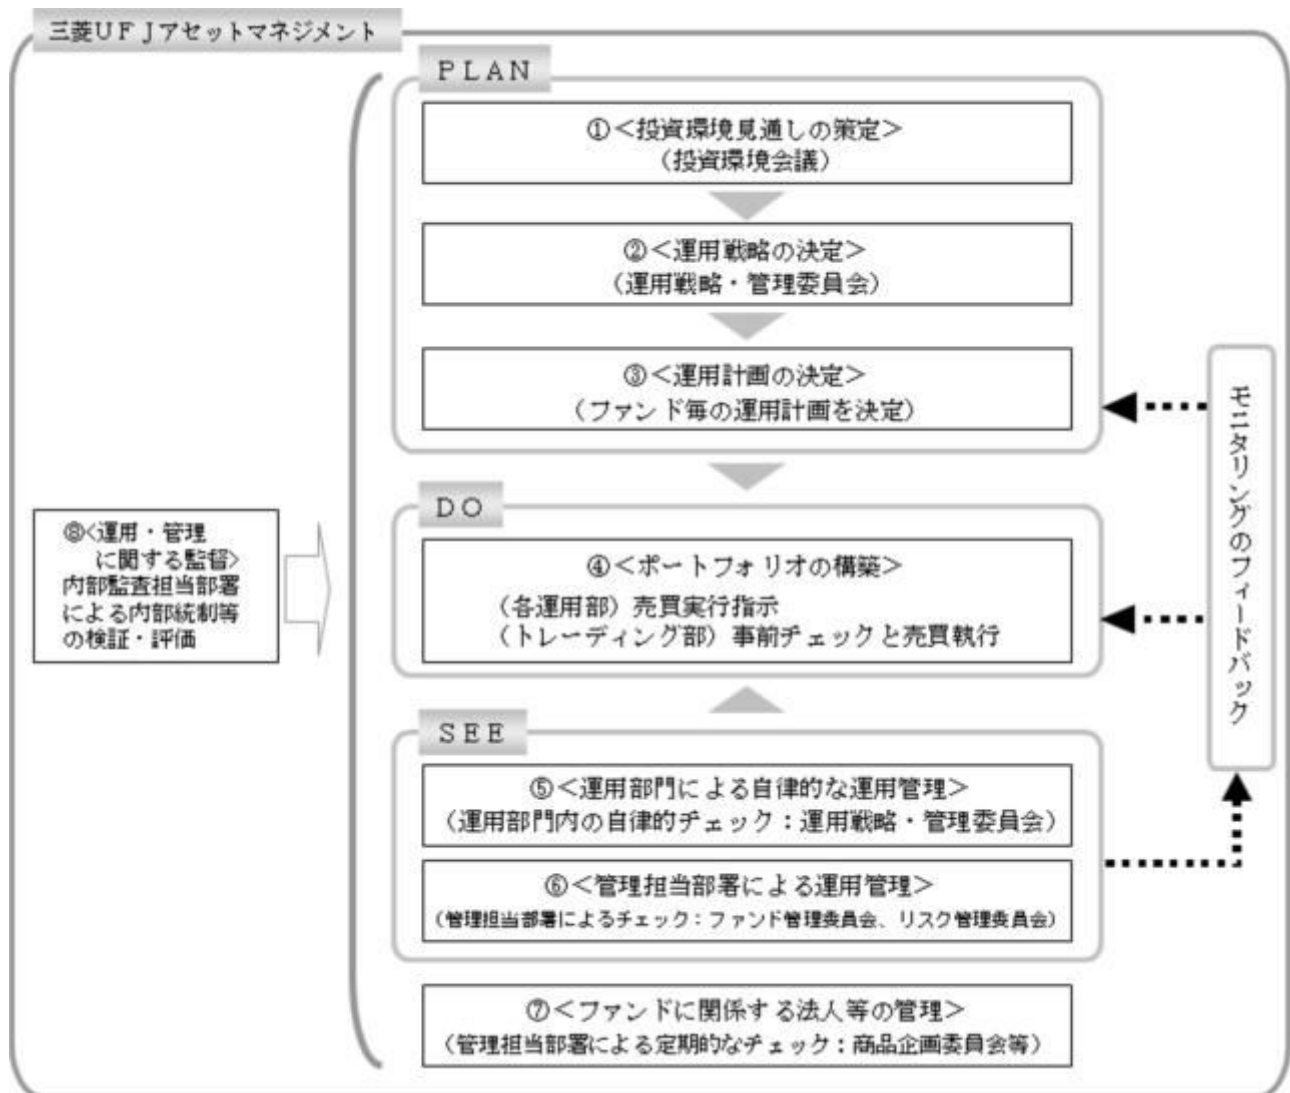 三菱UFJアセットマネジメント
PLAN
①<投資環境見通しの策定>
(投資環境会議)
②<運用戦略の決定>
(運用戦略・管理委員会)
③<運用計画の決定>
(ファンド毎の運用計画を決定)
DO
④<ポートフォリオの構築>
(各運用部)売買実行指示
(トレーディング部)事前チェックと売買執行
SEE
⑤<運用部門による自律的な運用管理>
(運用部門内の自律的チェック:運用戦略・管理委員会)
⑥<管理担当部署による運用管理>
(管理担当部署によるチェック:ファンド管理委員会、リスク管理委員会)
⑦<ファンドに関係する法人等の管理>
(管理担当部署による定期的なチェック:商品企画委員会等)
⑧<運用・管理
に関する監督>
内部監査担当部署
による内部統制等
の検証・評価
モニタリングのフィードバック